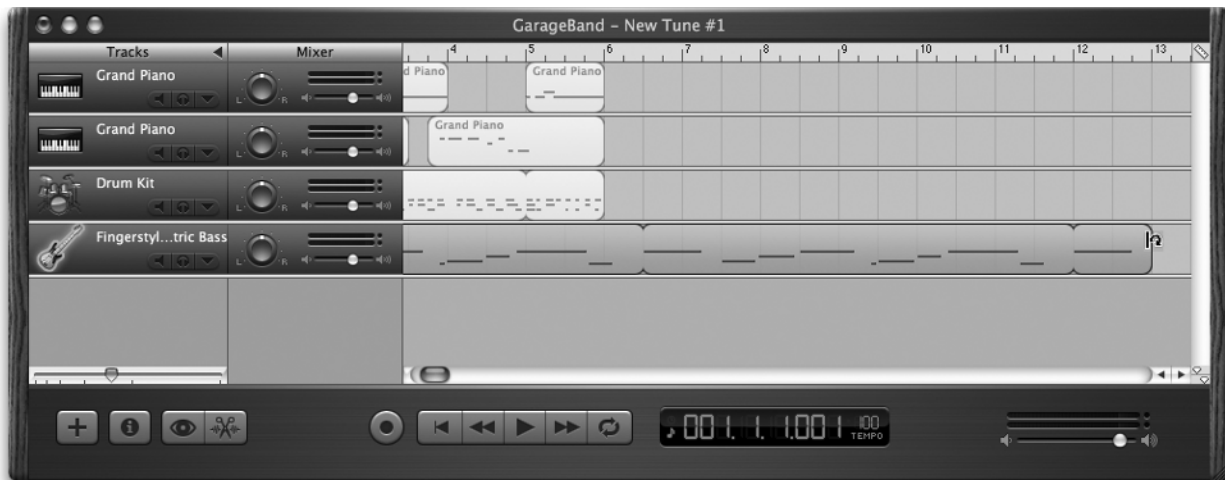 GarageBand – New Tune #1
Tracks Mixer 4 5 6 7 8 9 10 11 12 13
Grand Piano
L R
d Piano Grand Piano
Grand Piano
L R
Grand Piano
Drum Kit
L R
Fingerstyl...tric Bass
L R
001. 1. 1.001 100
TEMPO